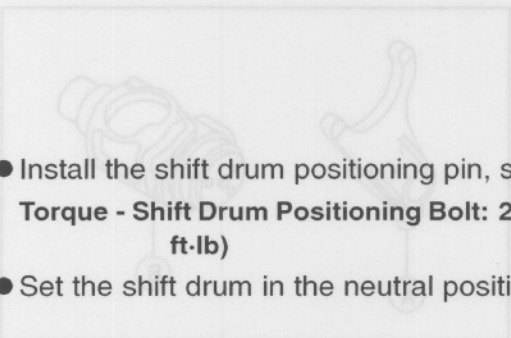 ● Install the shift drum positioning pin, s
Torque - Shift Drum Positioning Bolt: 2
ft·lb)
● Set the shift drum in the neutral positi